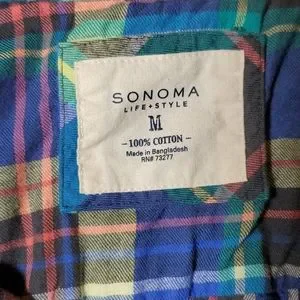 SONOMA
LIFE+STYLE
M
- 100% COTTON -
Made in Bangladesh
RN# 73277